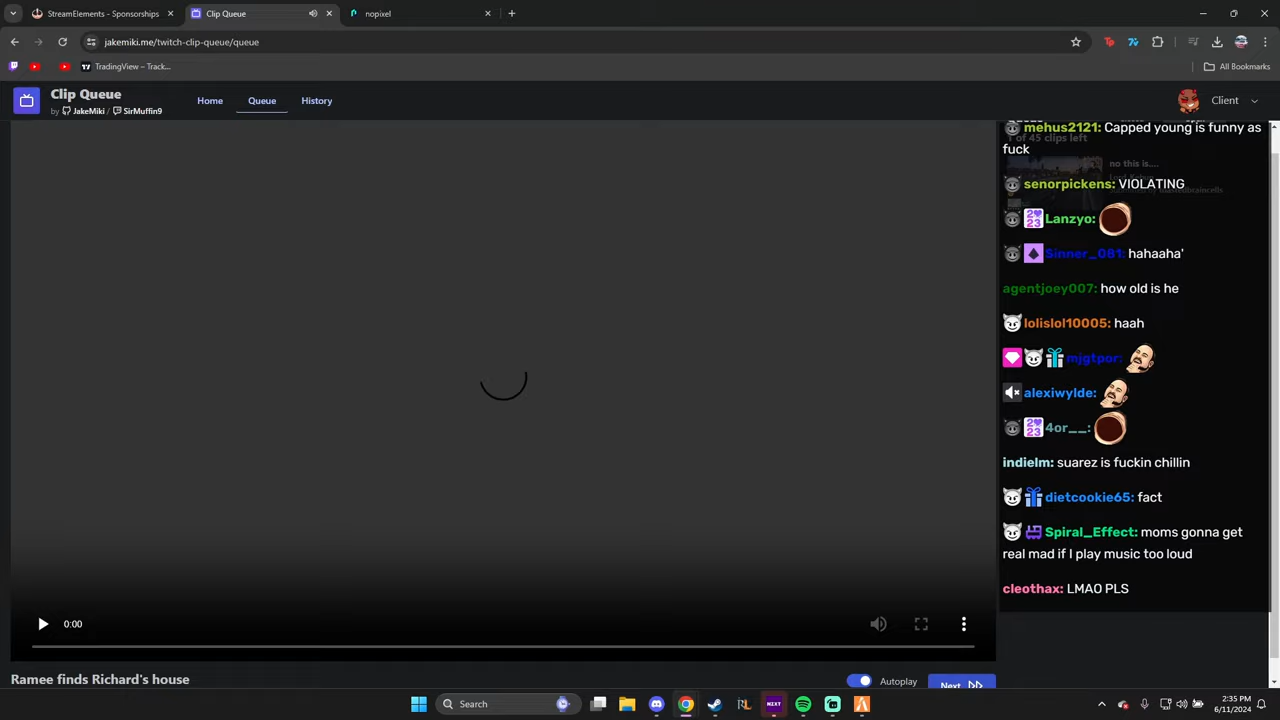 StreamElements - Sponsorships
Clip Queue
nopixel
jakemiki.me/twitch-clip-queue/queue
TradingView – Track...
All Bookmarks
Clip Queue
by JakeMiki / SirMuffin9
Home
Queue
History
Client
mehus2121: Capped young is funny as
fuck
1 of 45 clips left
no this is....
senorpickens: VIOLATING
Lanzyo:
Sinner_081: hahaaha'
agentjoey007: how old is he
lolislol10005: haah
mjgtpor:
alexiwylde:
4or__:
indielm: suarez is fuckin chillin
dietcookie65: fact
Spiral_Effect: moms gonna get
real mad if I play music too loud
cleothax: LMAO PLS
0:00
Ramee finds Richard's house
Autoplay
Next
Search
NEXT
2:35 PM
6/11/2024